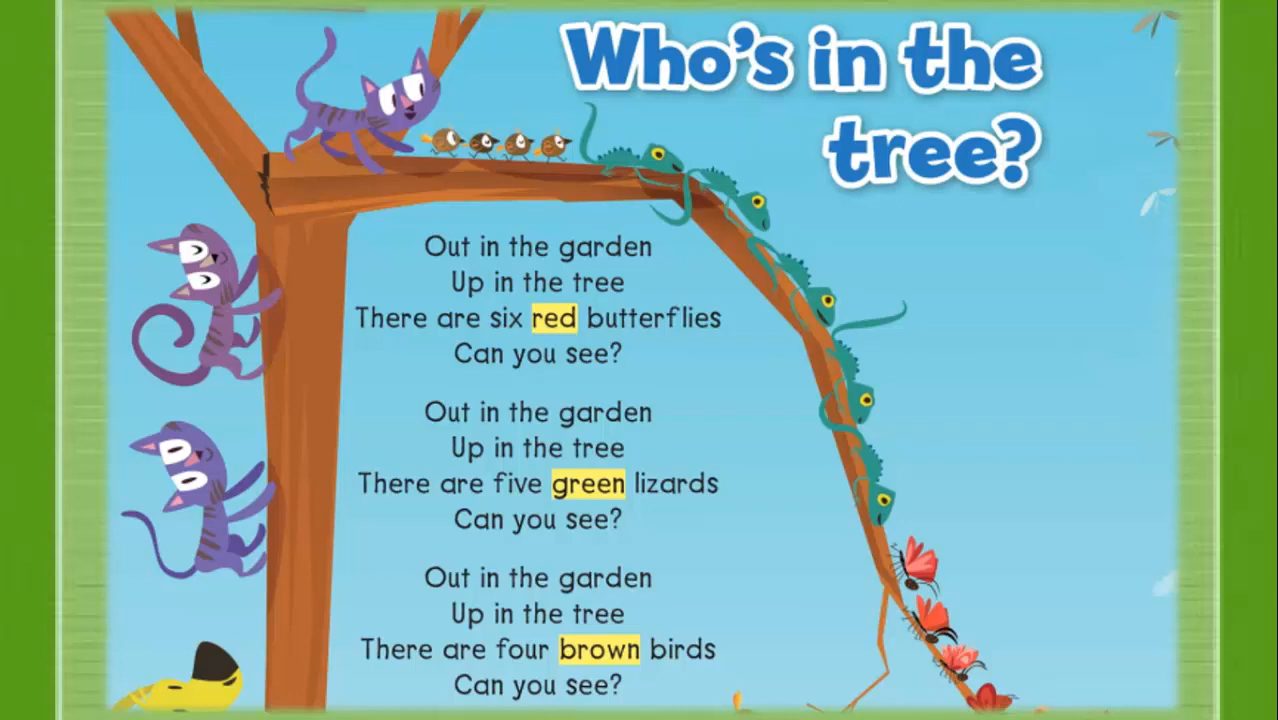 Who's in the
tree?
Out in the garden
Up in the tree
There are six red butterflies
Can you see?
Out in the garden
Up in the tree
There are five green lizards
Can you see?
Out in the garden
Up in the tree
There are four brown birds
Can you see?